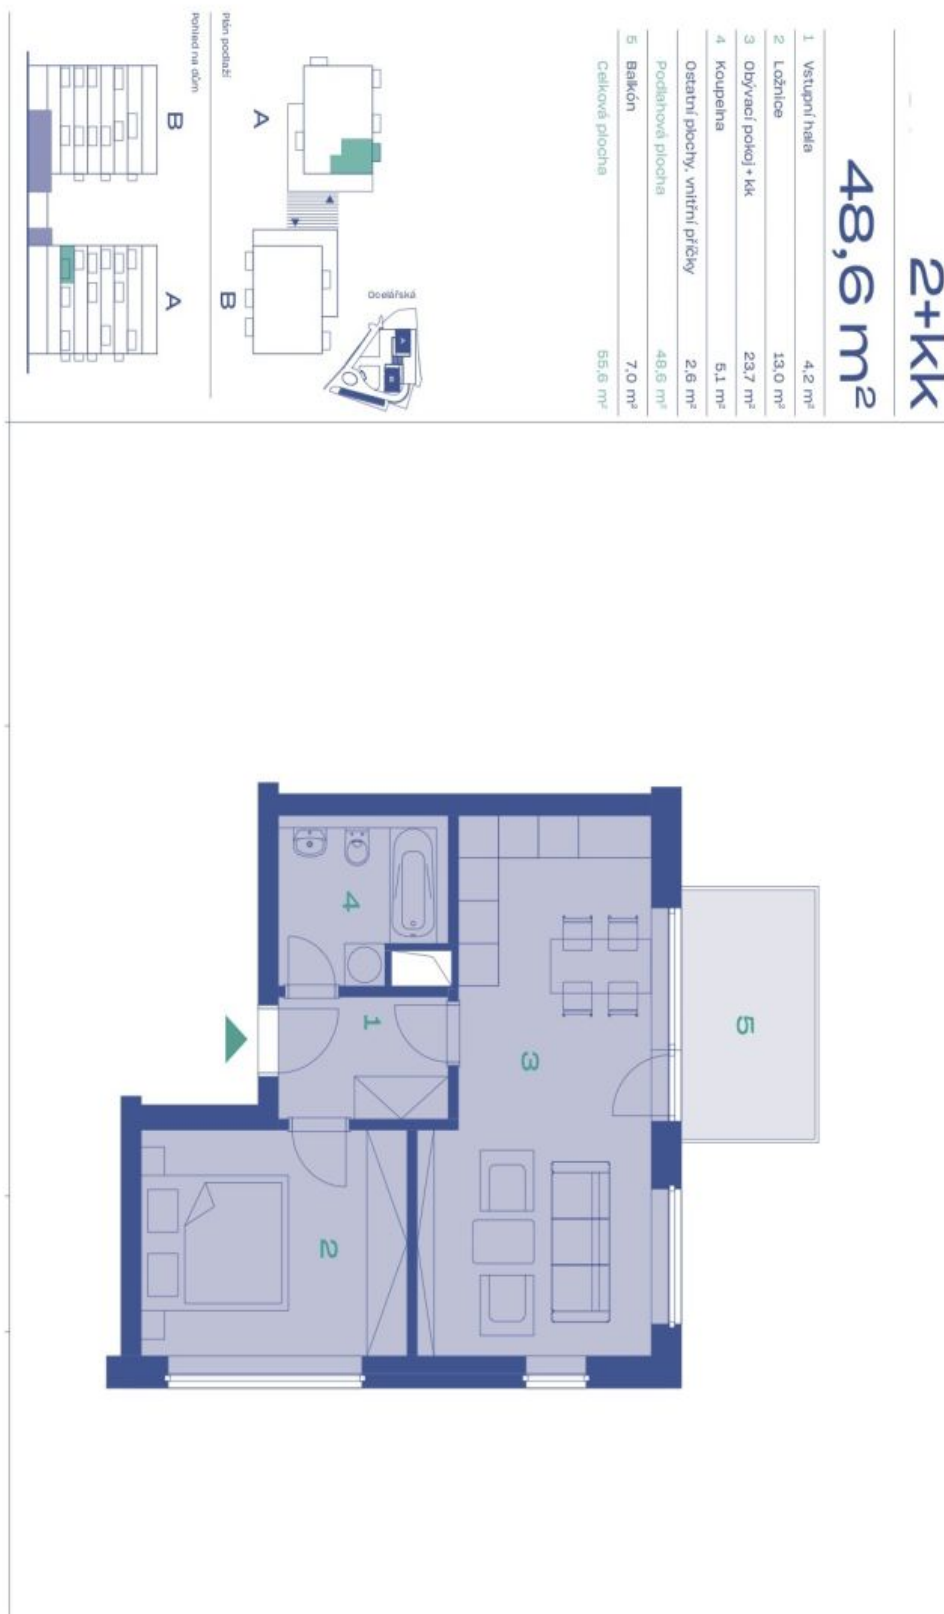 2+kk
48,6 m²
1 Vstupní hala 4,2 m²
2 Ložnice 13,0 m²
3 Obývací pokoj + kk 23,7 m²
4 Koupelna 5,1 m²
Ostatní plochy, vnitřní příčky 2,6 m²
Podlahová plocha 48,6 m²
5 Balkón 7,0 m²
Celková plocha 55,6 m²
Ocelářská
A
B
A
B
Plán podlaží
B
A
Pohled na dům
5
3
4
1
2